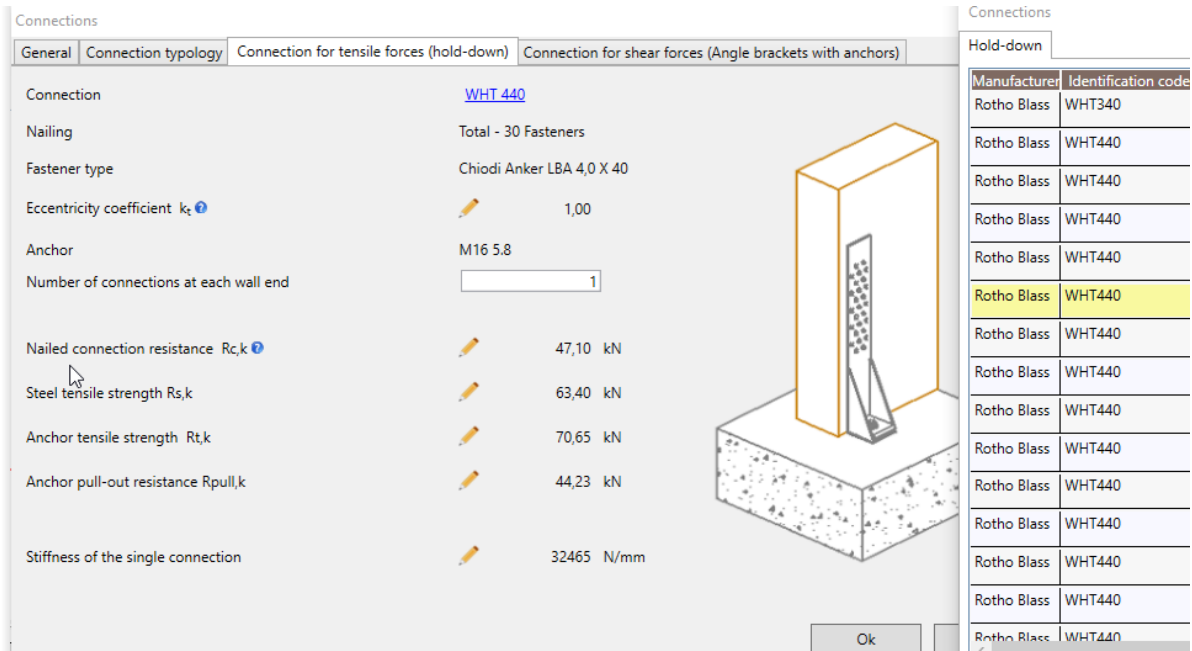 Connections
General Connection typology Connection for tensile forces (hold-down) Connection for shear forces (Angle brackets with anchors)
Connection WHT 440
Nailing Total - 30 Fasteners
Fastener type Chiodi Anker LBA 4,0 X 40
Eccentricity coefficient kt 1,00
Anchor M16 5.8
Number of connections at each wall end 1
Nailed connection resistance Rc,k 47,10 kN
Steel tensile strength Rs,k 63,40 kN
Anchor tensile strength Rt,k 70,65 kN
Anchor pull-out resistance Rpull,k 44,23 kN
Stiffness of the single connection 32465 N/mm
Ok
Connections
Hold-down
Manufacturer Identification code
Rotho Blass WHT340
Rotho Blass WHT440
Rotho Blass WHT440
Rotho Blass WHT440
Rotho Blass WHT440
Rotho Blass WHT440
Rotho Blass WHT440
Rotho Blass WHT440
Rotho Blass WHT440
Rotho Blass WHT440
Rotho Blass WHT440
Rotho Blass WHT440
Rotho Blass WHT440
Rotho Blass WHT440
Rotho Blass WHT440